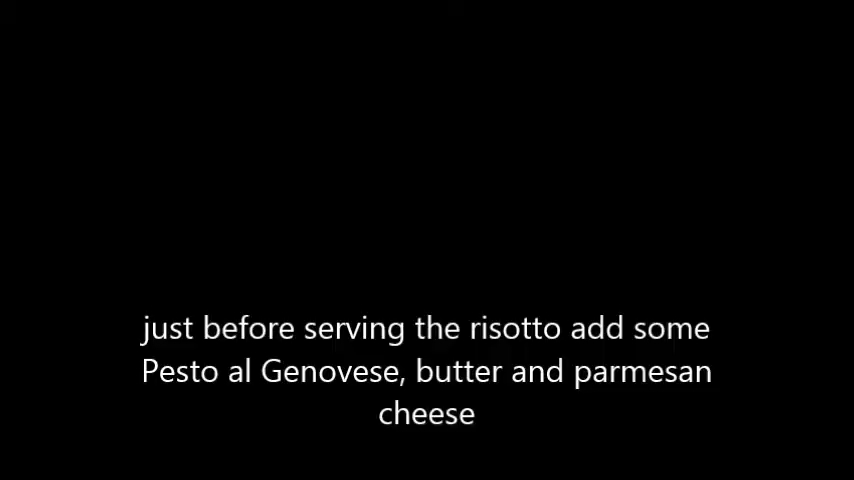 just before serving the risotto add some
Pesto al Genovese, butter and parmesan
cheese